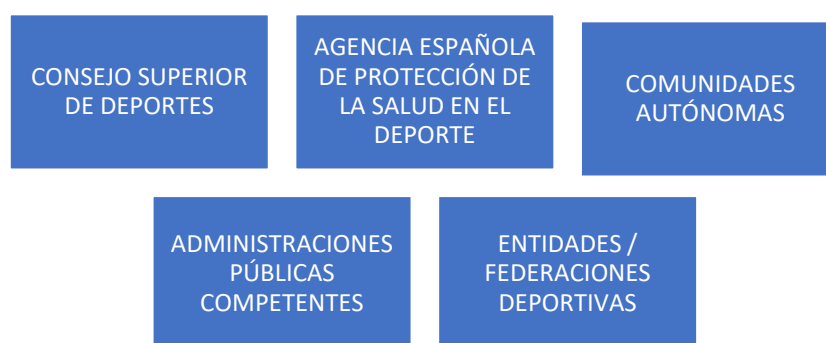 CONSEJO SUPERIOR
DE DEPORTES
AGENCIA ESPAÑOLA
DE PROTECCIÓN DE
LA SALUD EN EL
DEPORTE
COMUNIDADES
AUTÓNOMAS
ADMINISTRACIONES
PÚBLICAS
COMPETENTES
ENTIDADES /
FEDERACIONES
DEPORTIVAS